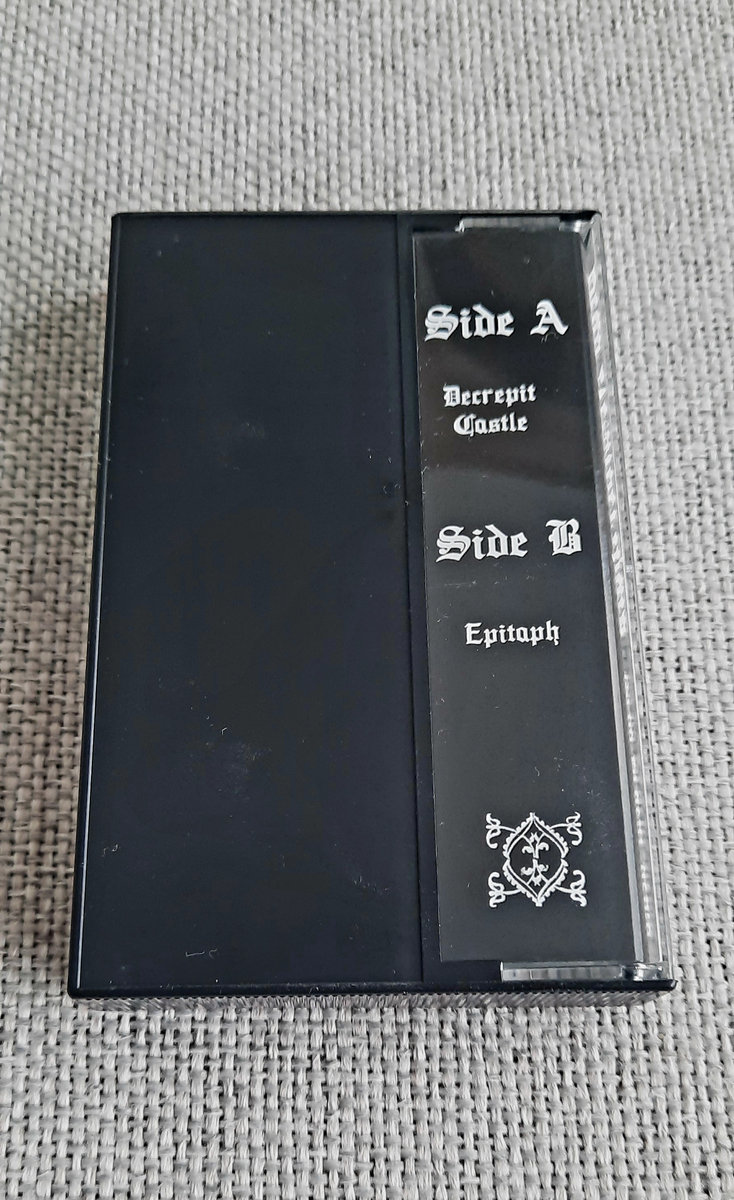 Side A
Decrepit
Castle
Side B
Epitaph